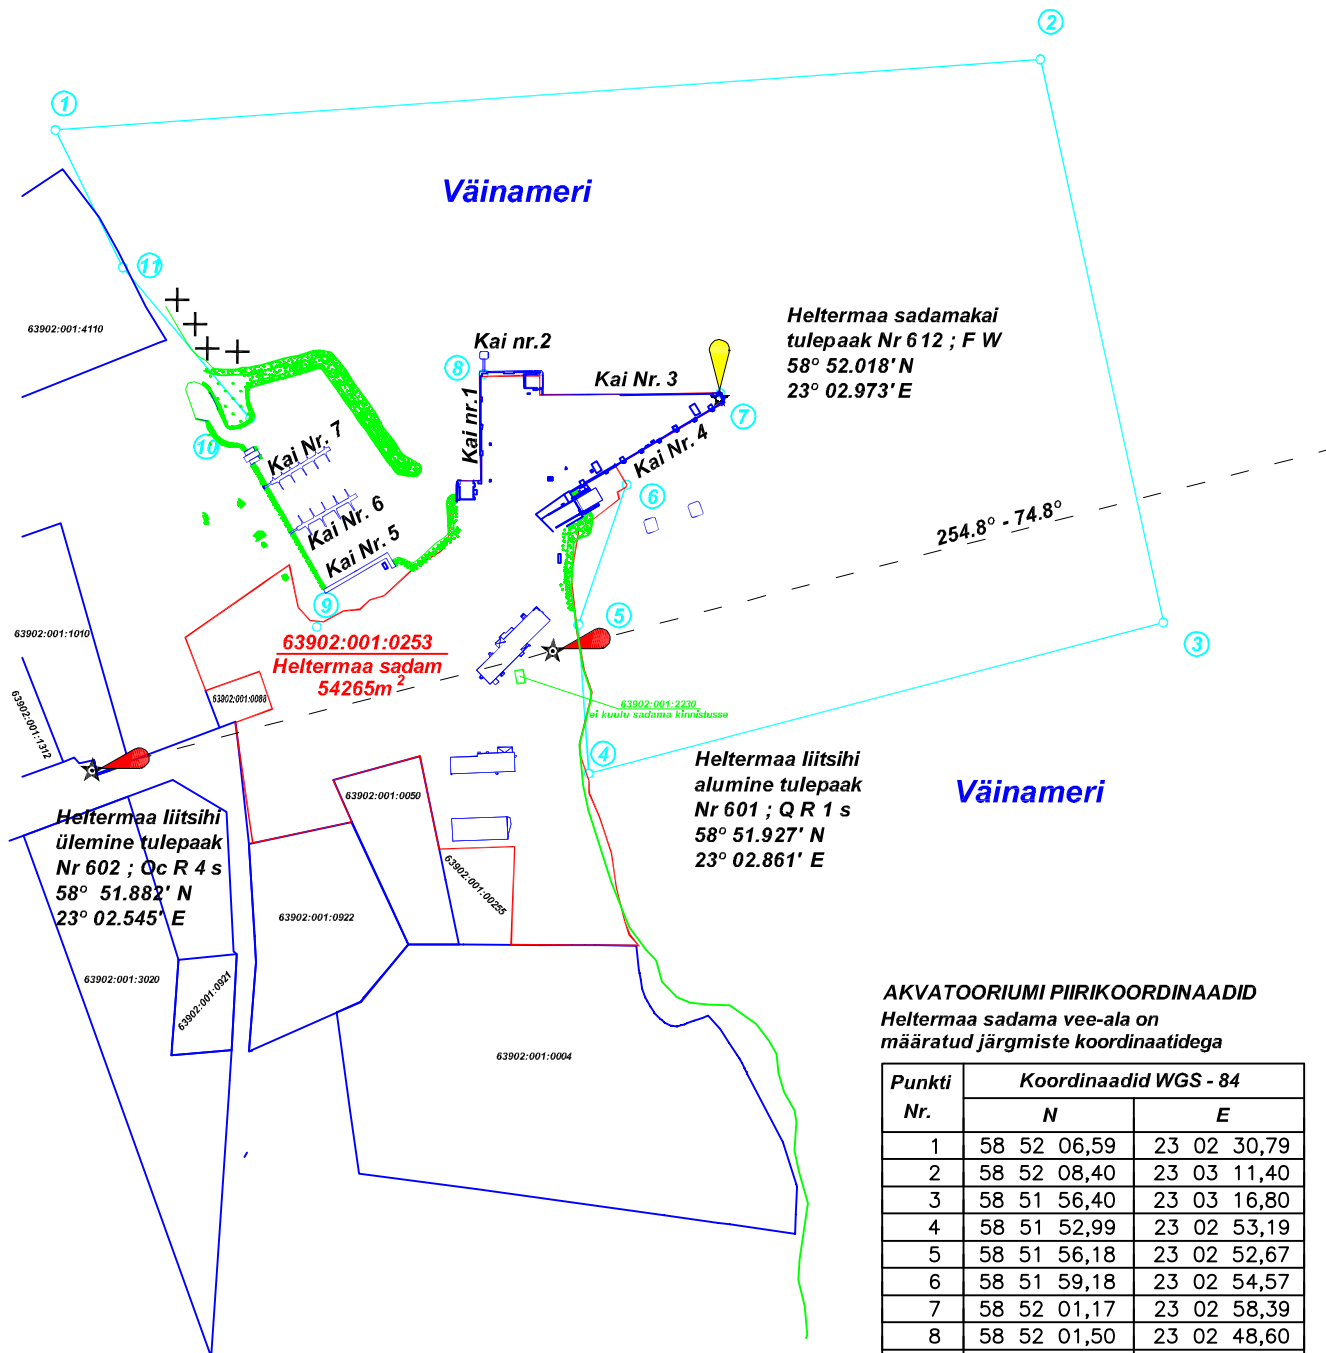 2
1
Väinameri
11
63902:001:4110
Heltermaa sadamakai
tulepaak Nr 612 ; F W
58° 52.018' N
23° 02.973' E
Kai nr.2
8
Kai Nr. 3
7
Kai nr.1
Kai Nr. 4
10
Kai Nr. 7
6
Kai Nr. 6
Kai Nr. 5
254.8° - 74.8°
9
5
3
63902:001:1010
63902:001:0253
Heltermaa sadam
54265m²
63902:001:0088
63902:001:1312
63902:001:2230
ei kuulu sadama kinnistusse
4
Heltermaa liitsihi
alumine tulepaak
Nr 601 ; Q R 1 s
58° 51.927' N
23° 02.861' E
Väinameri
Heltermaa liitsihi
ülemine tulepaak
Nr 602 ; Oc R 4 s
58° 51.882' N
23° 02.545' E
63902:001:0050
63902:001:00255
63902:001:0922
63902:001:3020
63902:001:0921
63902:001:0004
AKVATOORIUMI PIIRIKOORDINAADID
Heltermaa sadama vee-ala on
määratud järgmiste koordinaatidega
Punkti Nr. Koordinaadid WGS - 84
N E
1 58 52 06,59 23 02 30,79
2 58 52 08,40 23 03 11,40
3 58 51 56,40 23 03 16,80
4 58 51 52,99 23 02 53,19
5 58 51 56,18 23 02 52,67
6 58 51 59,18 23 02 54,57
7 58 52 01,17 23 02 58,39
8 58 52 01,50 23 02 48,60